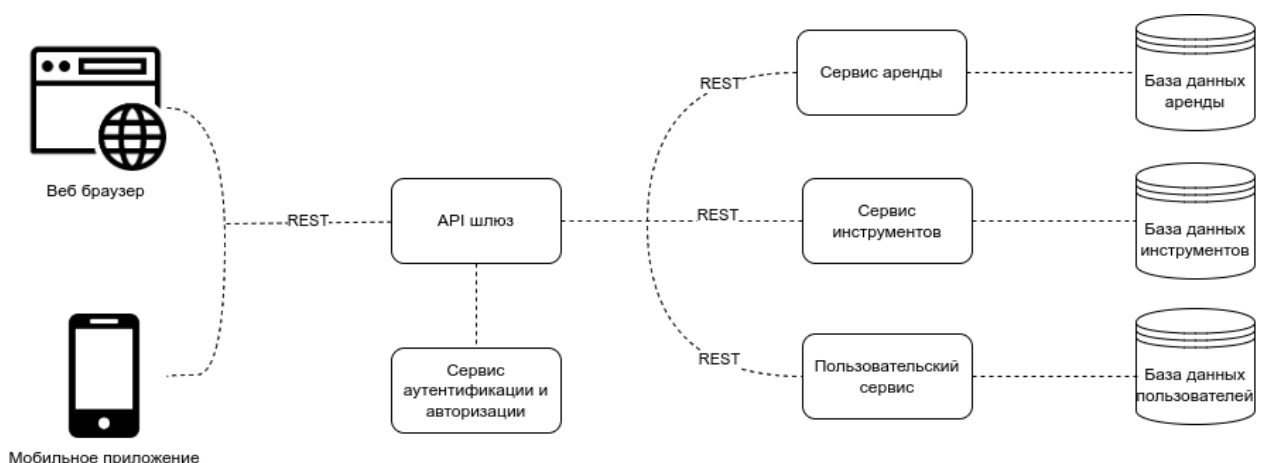 Веб браузер
Мобильное приложение
REST
API шлюз
Сервис
аутентификации и
авторизации
REST
Сервис аренды
База данных
аренды
REST
Сервис
инструментов
База данных
инструментов
REST
Пользовательский
сервис
База данных
пользователей